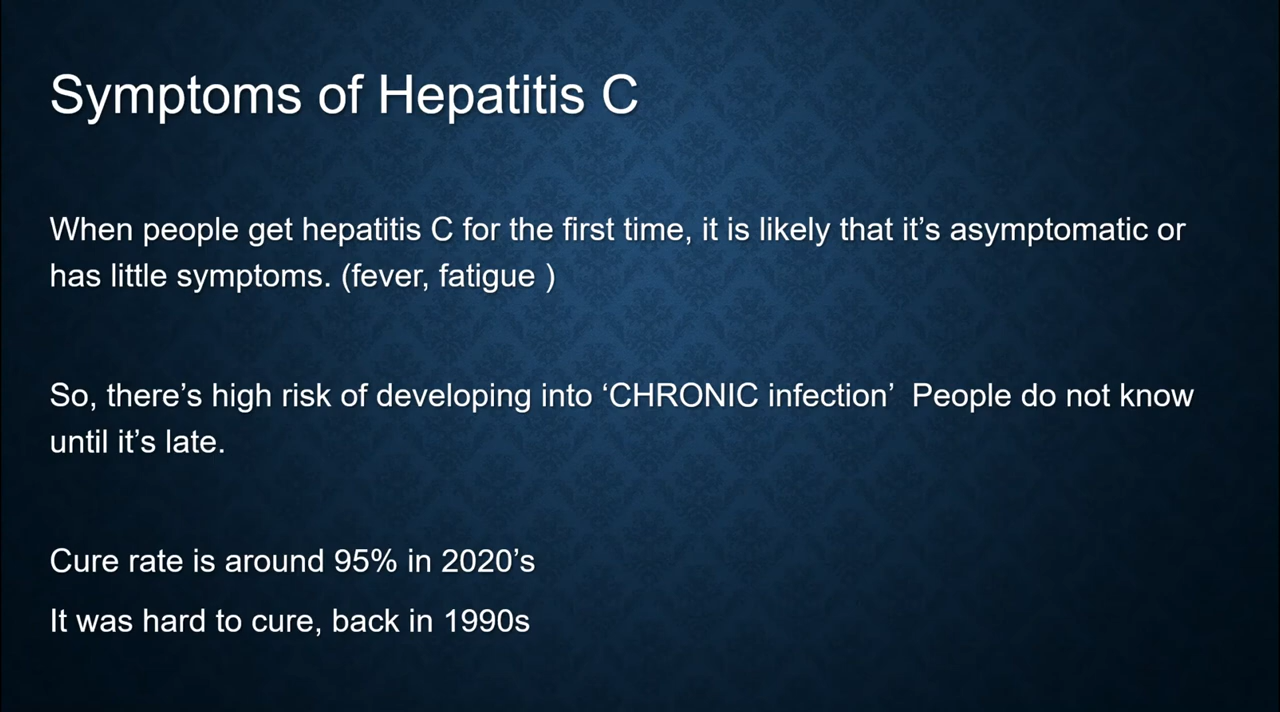 Symptoms of Hepatitis C
When people get hepatitis C for the first time, it is likely that it’s asymptomatic or
has little symptoms. (fever, fatigue )
So, there’s high risk of developing into ‘CHRONIC infection’  People do not know
until it’s late.
Cure rate is around 95% in 2020’s
It was hard to cure, back in 1990s